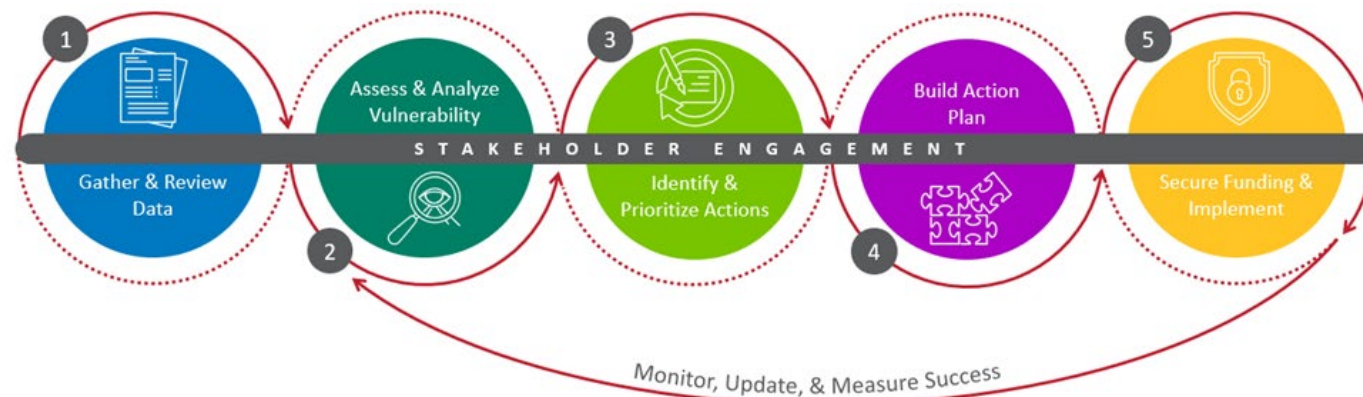 1
Gather & Review
Data
2
Assess & Analyze
Vulnerability
3
Identify &
Prioritize Actions
4
Build Action
Plan
5
Secure Funding &
Implement
STAKEHOLDER ENGAGEMENT
Monitor, Update, & Measure Success